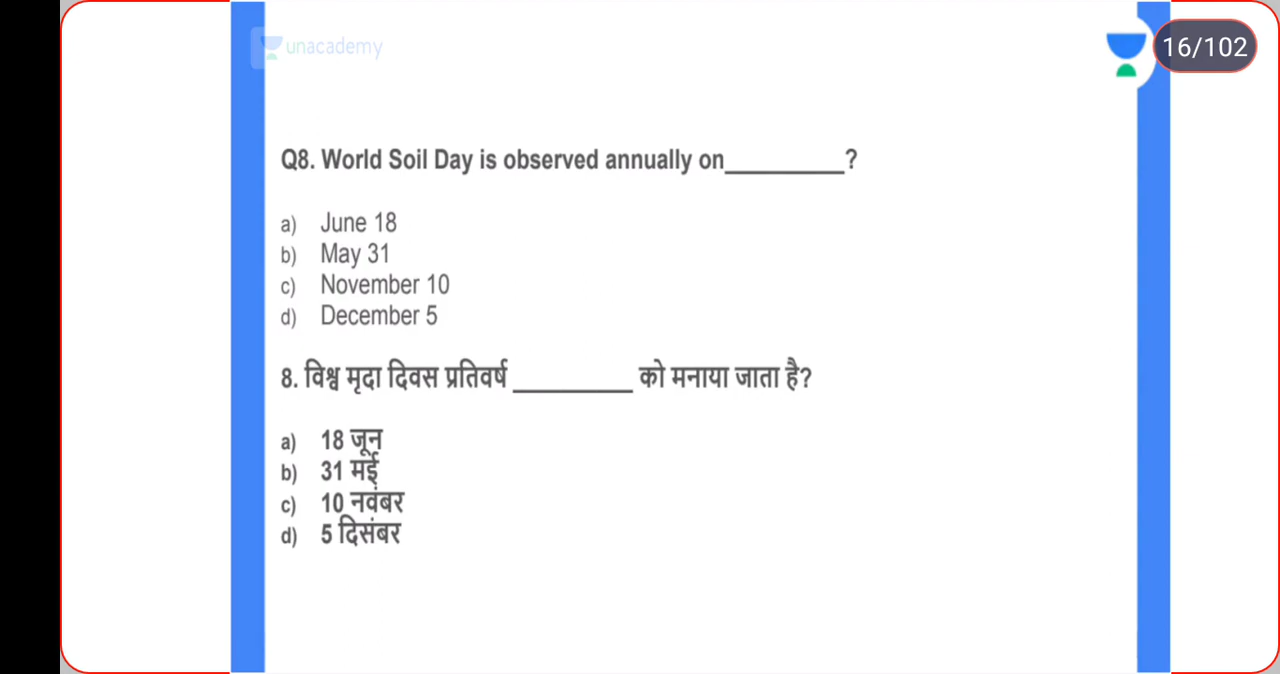 unacademy
16/102
Q8. World Soil Day is observed annually on_________?
a) June 18
b) May 31
c) November 10
d) December 5
8. विश्व मृदा दिवस प्रतिवर्ष _________ को मनाया जाता है?
a) 18 जून
b) 31 मई
c) 10 नवंबर
d) 5 दिसंबर